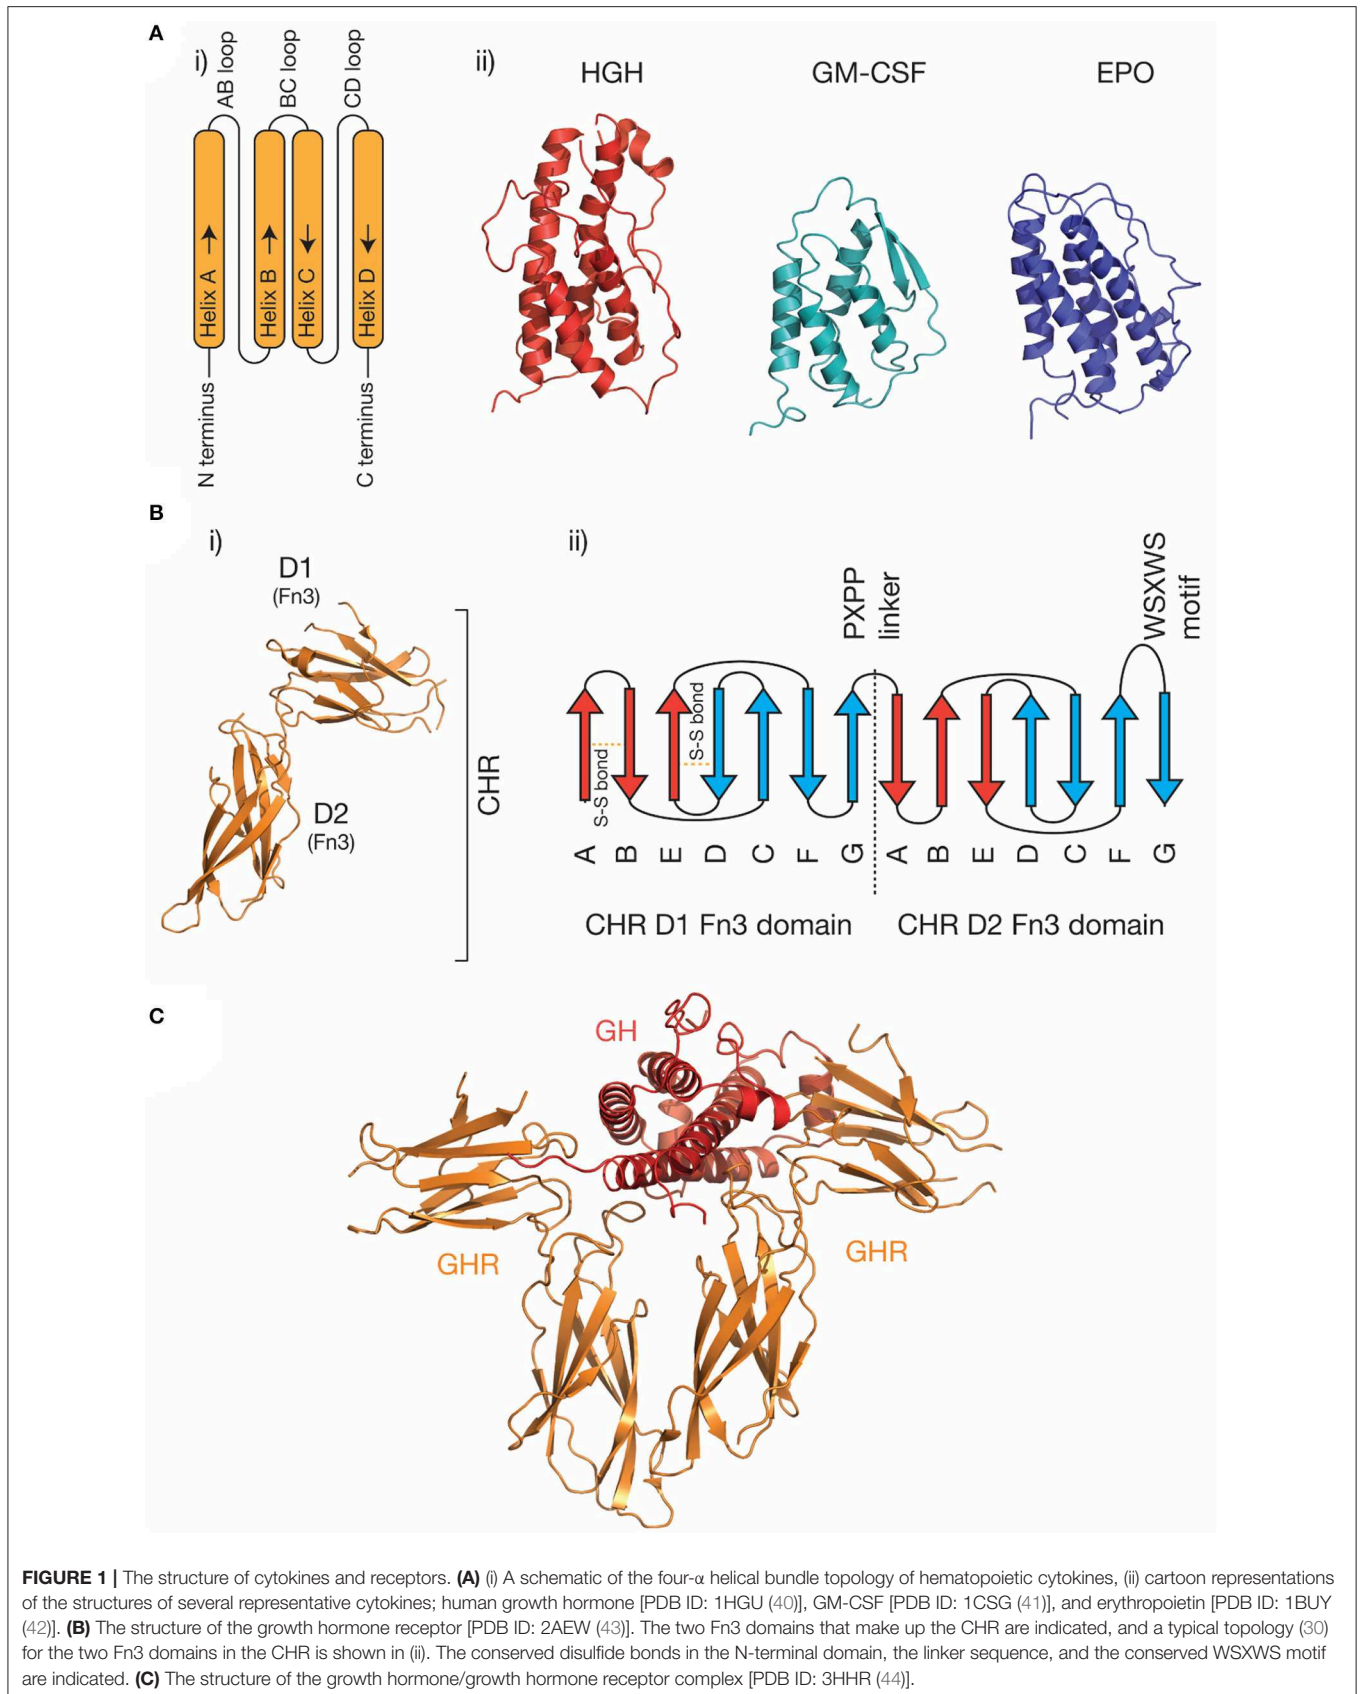 A
i)
AB loop
BC loop
CD loop
Helix A
Helix B
Helix C
Helix D
N terminus
C terminus
ii)
HGH
GM-CSF
EPO
B
i)
D1
(Fn3)
D2
(Fn3)
CHR
ii)
PXPP
linker
WSXWS
motif
S-S bond
S-S bond
A B E D C F G A B E D C F G
CHR D1 Fn3 domain
CHR D2 Fn3 domain
C
GH
GHR
GHR
FIGURE 1 | The structure of cytokines and receptors. (A) (i) A schematic of the four-α helical bundle topology of hematopoietic cytokines, (ii) cartoon representations
of the structures of several representative cytokines; human growth hormone [PDB ID: 1HGU (40)], GM-CSF [PDB ID: 1CSG (41)], and erythropoietin [PDB ID: 1BUY
(42)]. (B) The structure of the growth hormone receptor [PDB ID: 2AEW (43)]. The two Fn3 domains that make up the CHR are indicated, and a typical topology (30)
for the two Fn3 domains in the CHR is shown in (ii). The conserved disulfide bonds in the N-terminal domain, the linker sequence, and the conserved WSXWS motif
are indicated. (C) The structure of the growth hormone/growth hormone receptor complex [PDB ID: 3HHR (44)].